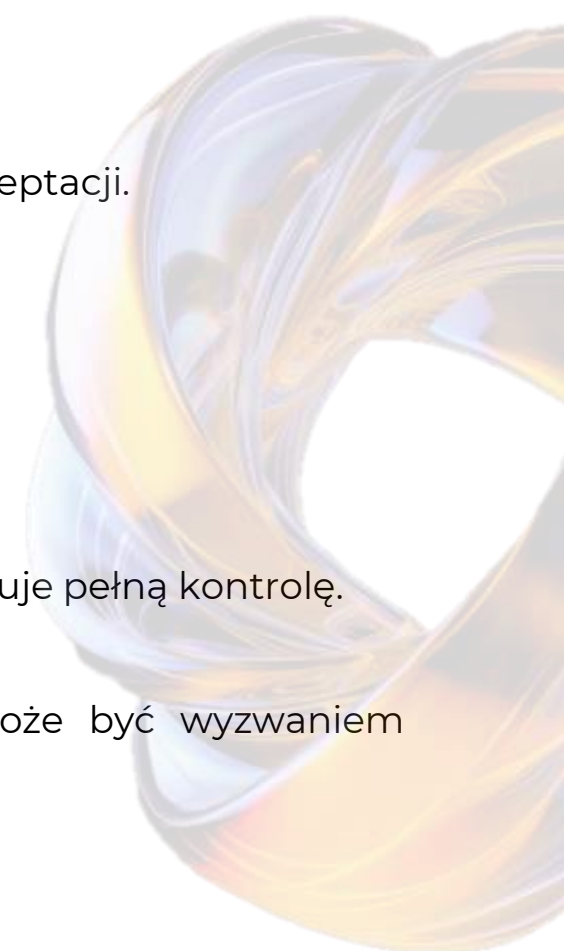 eptacji.
uje pełną kontrolę.
oże być wyzwaniem